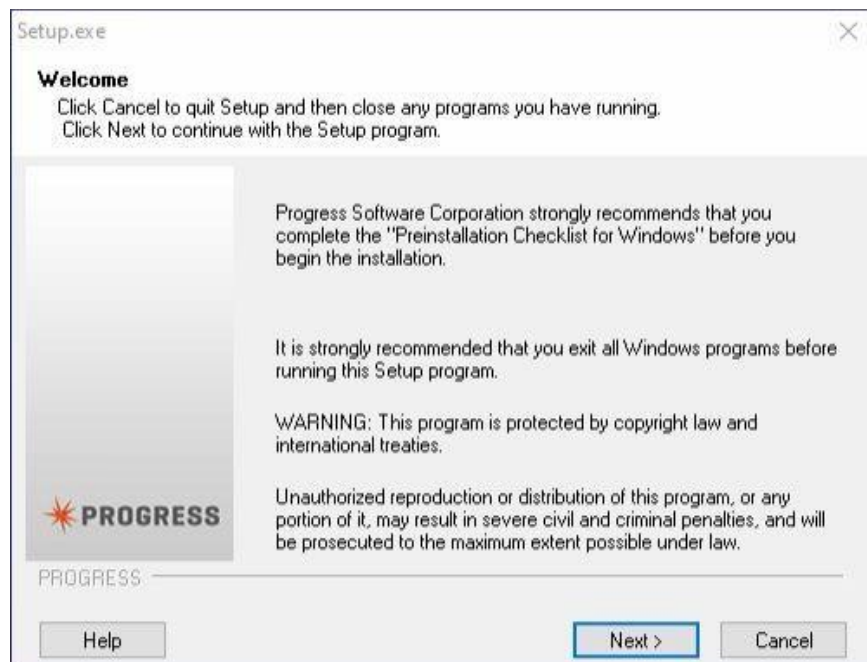 Setup.exe
Welcome
Click Cancel to quit Setup and then close any programs you have running.
Click Next to continue with the Setup program.
Progress Software Corporation strongly recommends that you
complete the "Preinstallation Checklist for Windows" before you
begin the installation.
It is strongly recommended that you exit all Windows programs before
running this Setup program.
WARNING: This program is protected by copyright law and
international treaties.
Unauthorized reproduction or distribution of this program, or any
portion of it, may result in severe civil and criminal penalties, and will
be prosecuted to the maximum extent possible under law.
PROGRESS
PROGRESS
Help
Next >
Cancel